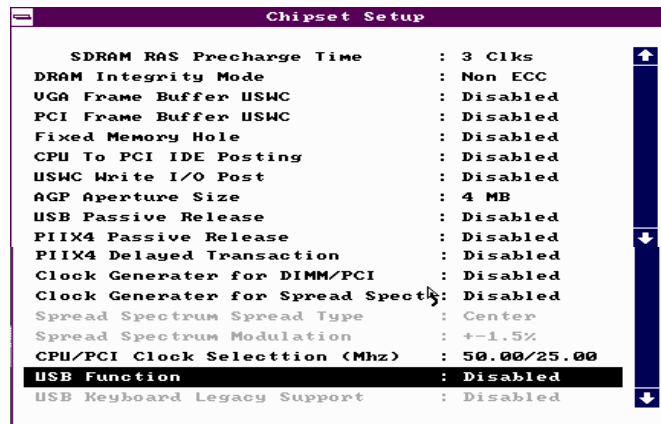 Chipset Setup
SDRAM RAS Precharge Time : 3 Clks
DRAM Integrity Mode : Non ECC
VGA Frame Buffer USWC : Disabled
PCI Frame Buffer USWC : Disabled
Fixed Memory Hole : Disabled
CPU To PCI IDE Posting : Disabled
USWC Write I/O Post : Disabled
AGP Aperture Size : 4 MB
USB Passive Release : Disabled
PIIX4 Passive Release : Disabled
PIIX4 Delayed Transaction : Disabled
Clock Generater for DIMM/PCI : Disabled
Clock Generater for Spread Spect : Disabled
Spread Spectrum Spread Type : Center
Spread Spectrum Modulation : +-1.5%
CPU/PCI Clock Selecttion (Mhz) : 50.00/25.00
USB Function : Disabled
USB Keyboard Legacy Support : Disabled